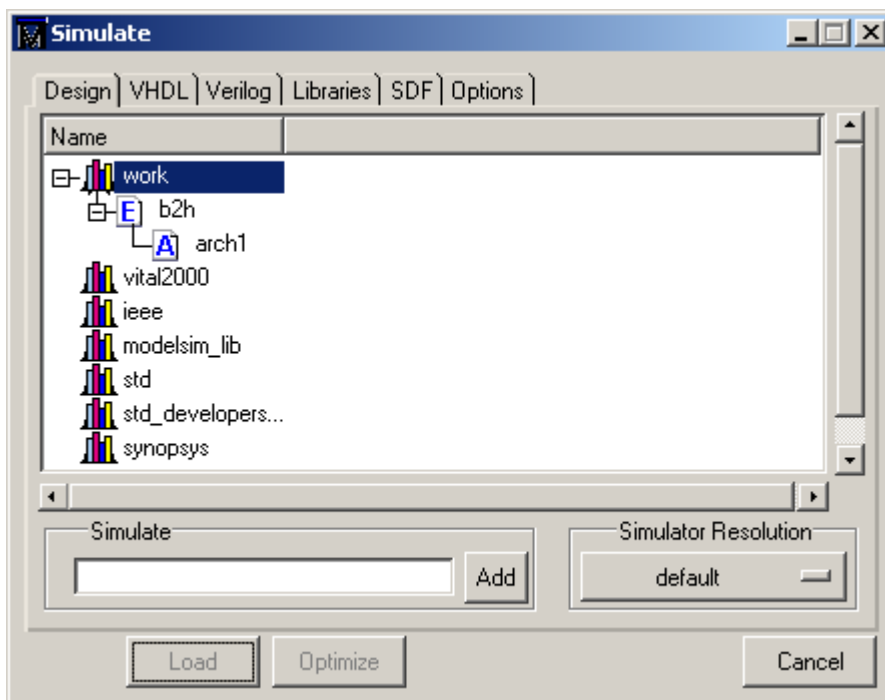 Simulate
Design VHDL Verilog Libraries SDF Options
Name
work
E b2h
A arch1
vital2000
ieee
modelsim_lib
std
std_developers...
synopsys
Simulate Simulator Resolution
Add default
Load Optimize Cancel